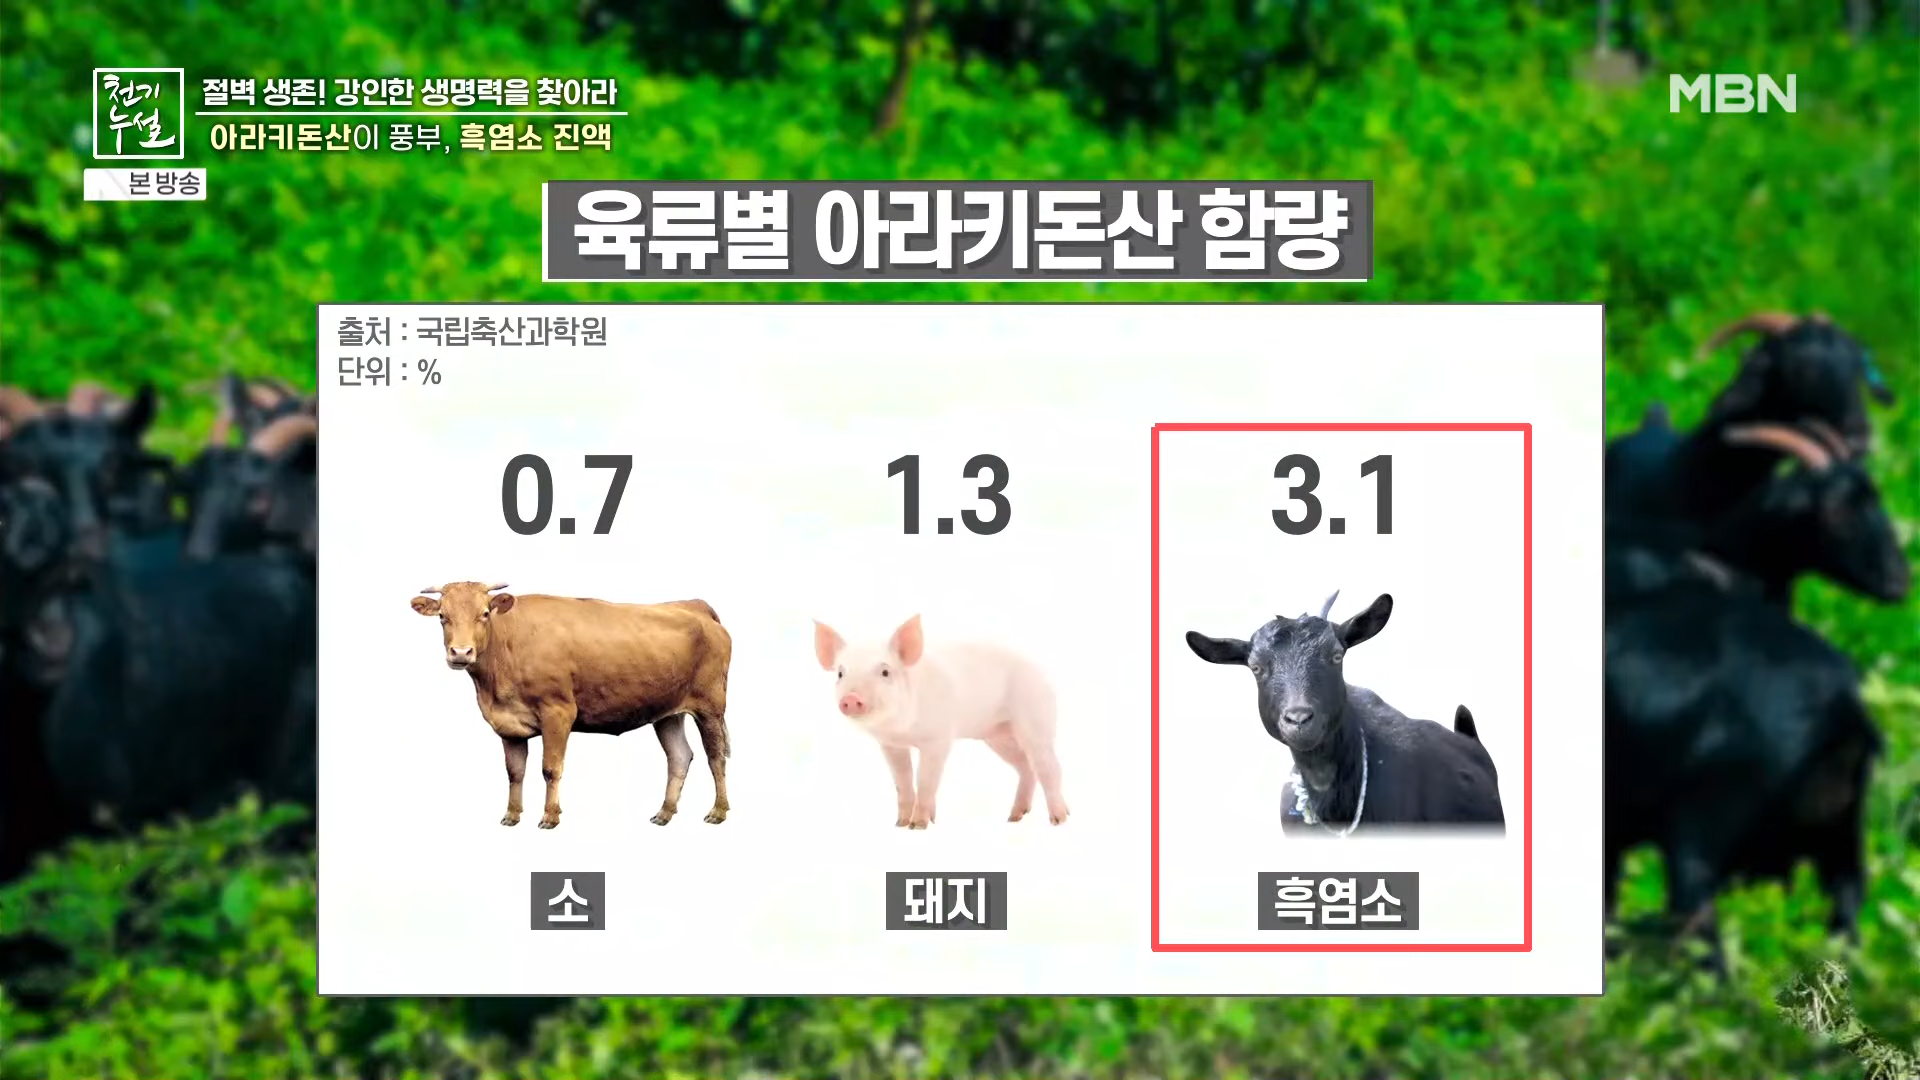 천기누설
절벽 생존! 강인한 생명력을 찾아라
아라키돈산이 풍부, 흑염소 진액
본 방송
MBN
육류별 아라키돈산 함량
출처 : 국립축산과학원
단위 : %
0.7 1.3 3.1
소 돼지 흑염소